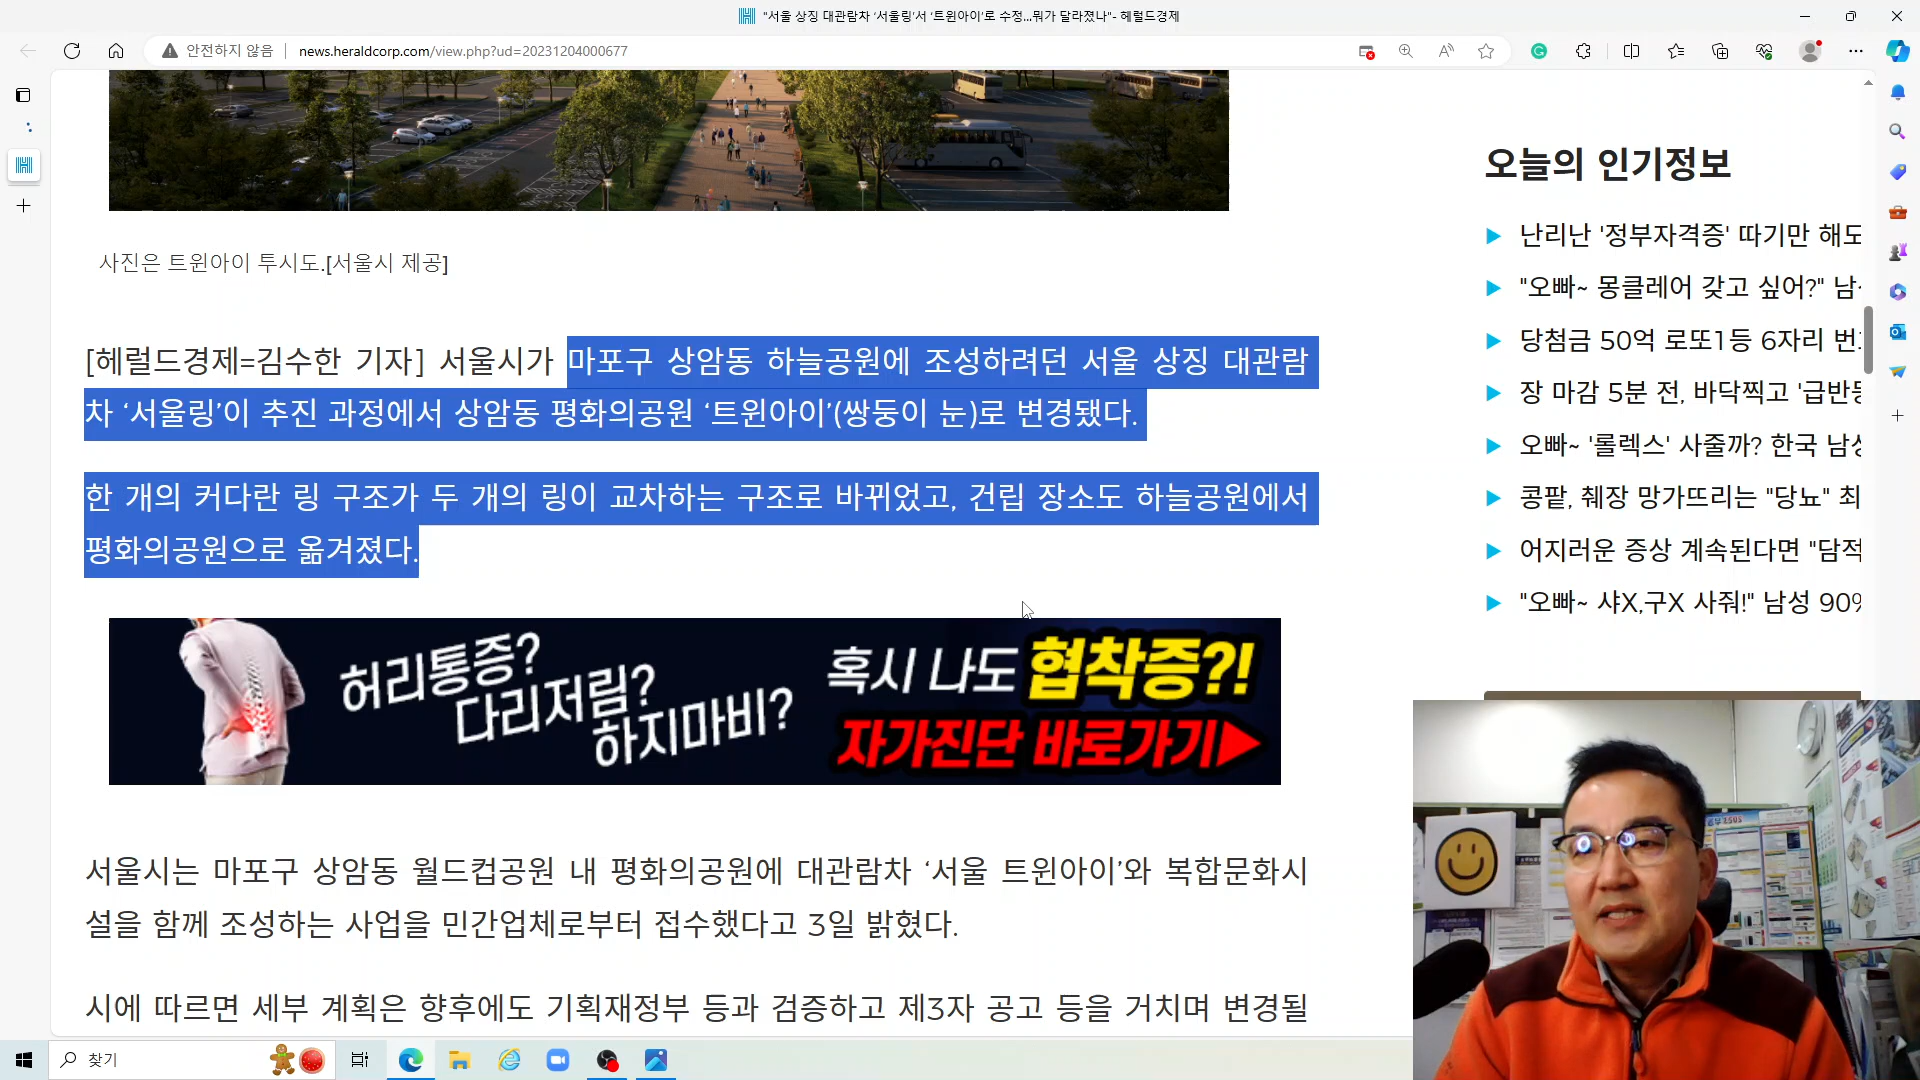 "서울 상징 대관람차 ‘서울링’서 ‘트윈아이’로 수정...뭐가 달라졌나"- 헤럴드경제
안전하지 않음
news.heraldcorp.com/view.php?ud=20231204000677
사진은 트윈아이 투시도.[서울시 제공]
[헤럴드경제=김수한 기자] 서울시가 마포구 상암동 하늘공원에 조성하려던 서울 상징 대관람
차 ‘서울링’이 추진 과정에서 상암동 평화의공원 ‘트윈아이’(쌍둥이 눈)로 변경됐다.
한 개의 커다란 링 구조가 두 개의 링이 교차하는 구조로 바뀌었고, 건립 장소도 하늘공원에서
평화의공원으로 옮겨졌다.
허리통증?
다리저림?
하지마비?
혹시 나도 협착증?!
자가진단 바로가기▶
서울시는 마포구 상암동 월드컵공원 내 평화의공원에 대관람차 ‘서울 트윈아이’와 복합문화시
설을 함께 조성하는 사업을 민간업체로부터 접수했다고 3일 밝혔다.
시에 따르면 세부 계획은 향후에도 기획재정부 등과 검증하고 제3자 공고 등을 거치며 변경될
오늘의 인기정보
난리난 '정부자격증' 따기만 해도
"오빠~ 몽클레어 갖고 싶어?" 남
당첨금 50억 로또1등 6자리 번
장 마감 5분 전, 바닥찍고 '급반
오빠~ '롤렉스' 사줄까? 한국 남
콩팥, 췌장 망가뜨리는 "당뇨" 최
어지러운 증상 계속된다면 "담적
"오빠~ 샤X,구X 사줘!" 남성 90%
찾기